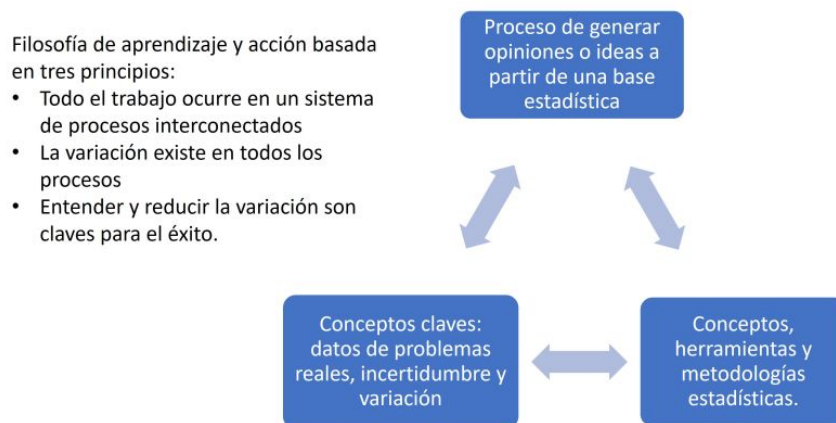 Filosofía de aprendizaje y acción basada
en tres principios:
• Todo el trabajo ocurre en un sistema
de procesos interconectados
• La variación existe en todos los
procesos
• Entender y reducir la variación son
claves para el éxito.
Proceso de generar
opiniones o ideas a
partir de una base
estadística
Conceptos claves:
datos de problemas
reales, incertidumbre y
variación
Conceptos,
herramientas y
metodologías
estadísticas.